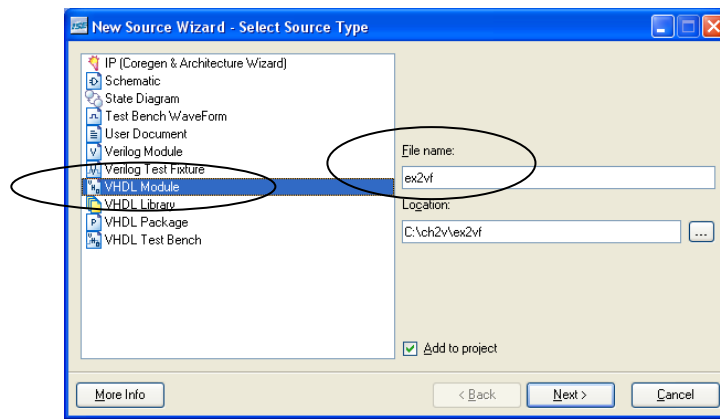 New Source Wizard - Select Source Type
IP (Coregen & Architecture Wizard)
Schematic
State Diagram
Test Bench WaveForm
User Document
Verilog Module
Verilog Test Fixture
VHDL Module
VHDL Library
VHDL Package
VHDL Test Bench
File name:
ex2vf
Location:
C:\ch2v\ex2vf
...
Add to project
More Info
< Back
Next >
Cancel